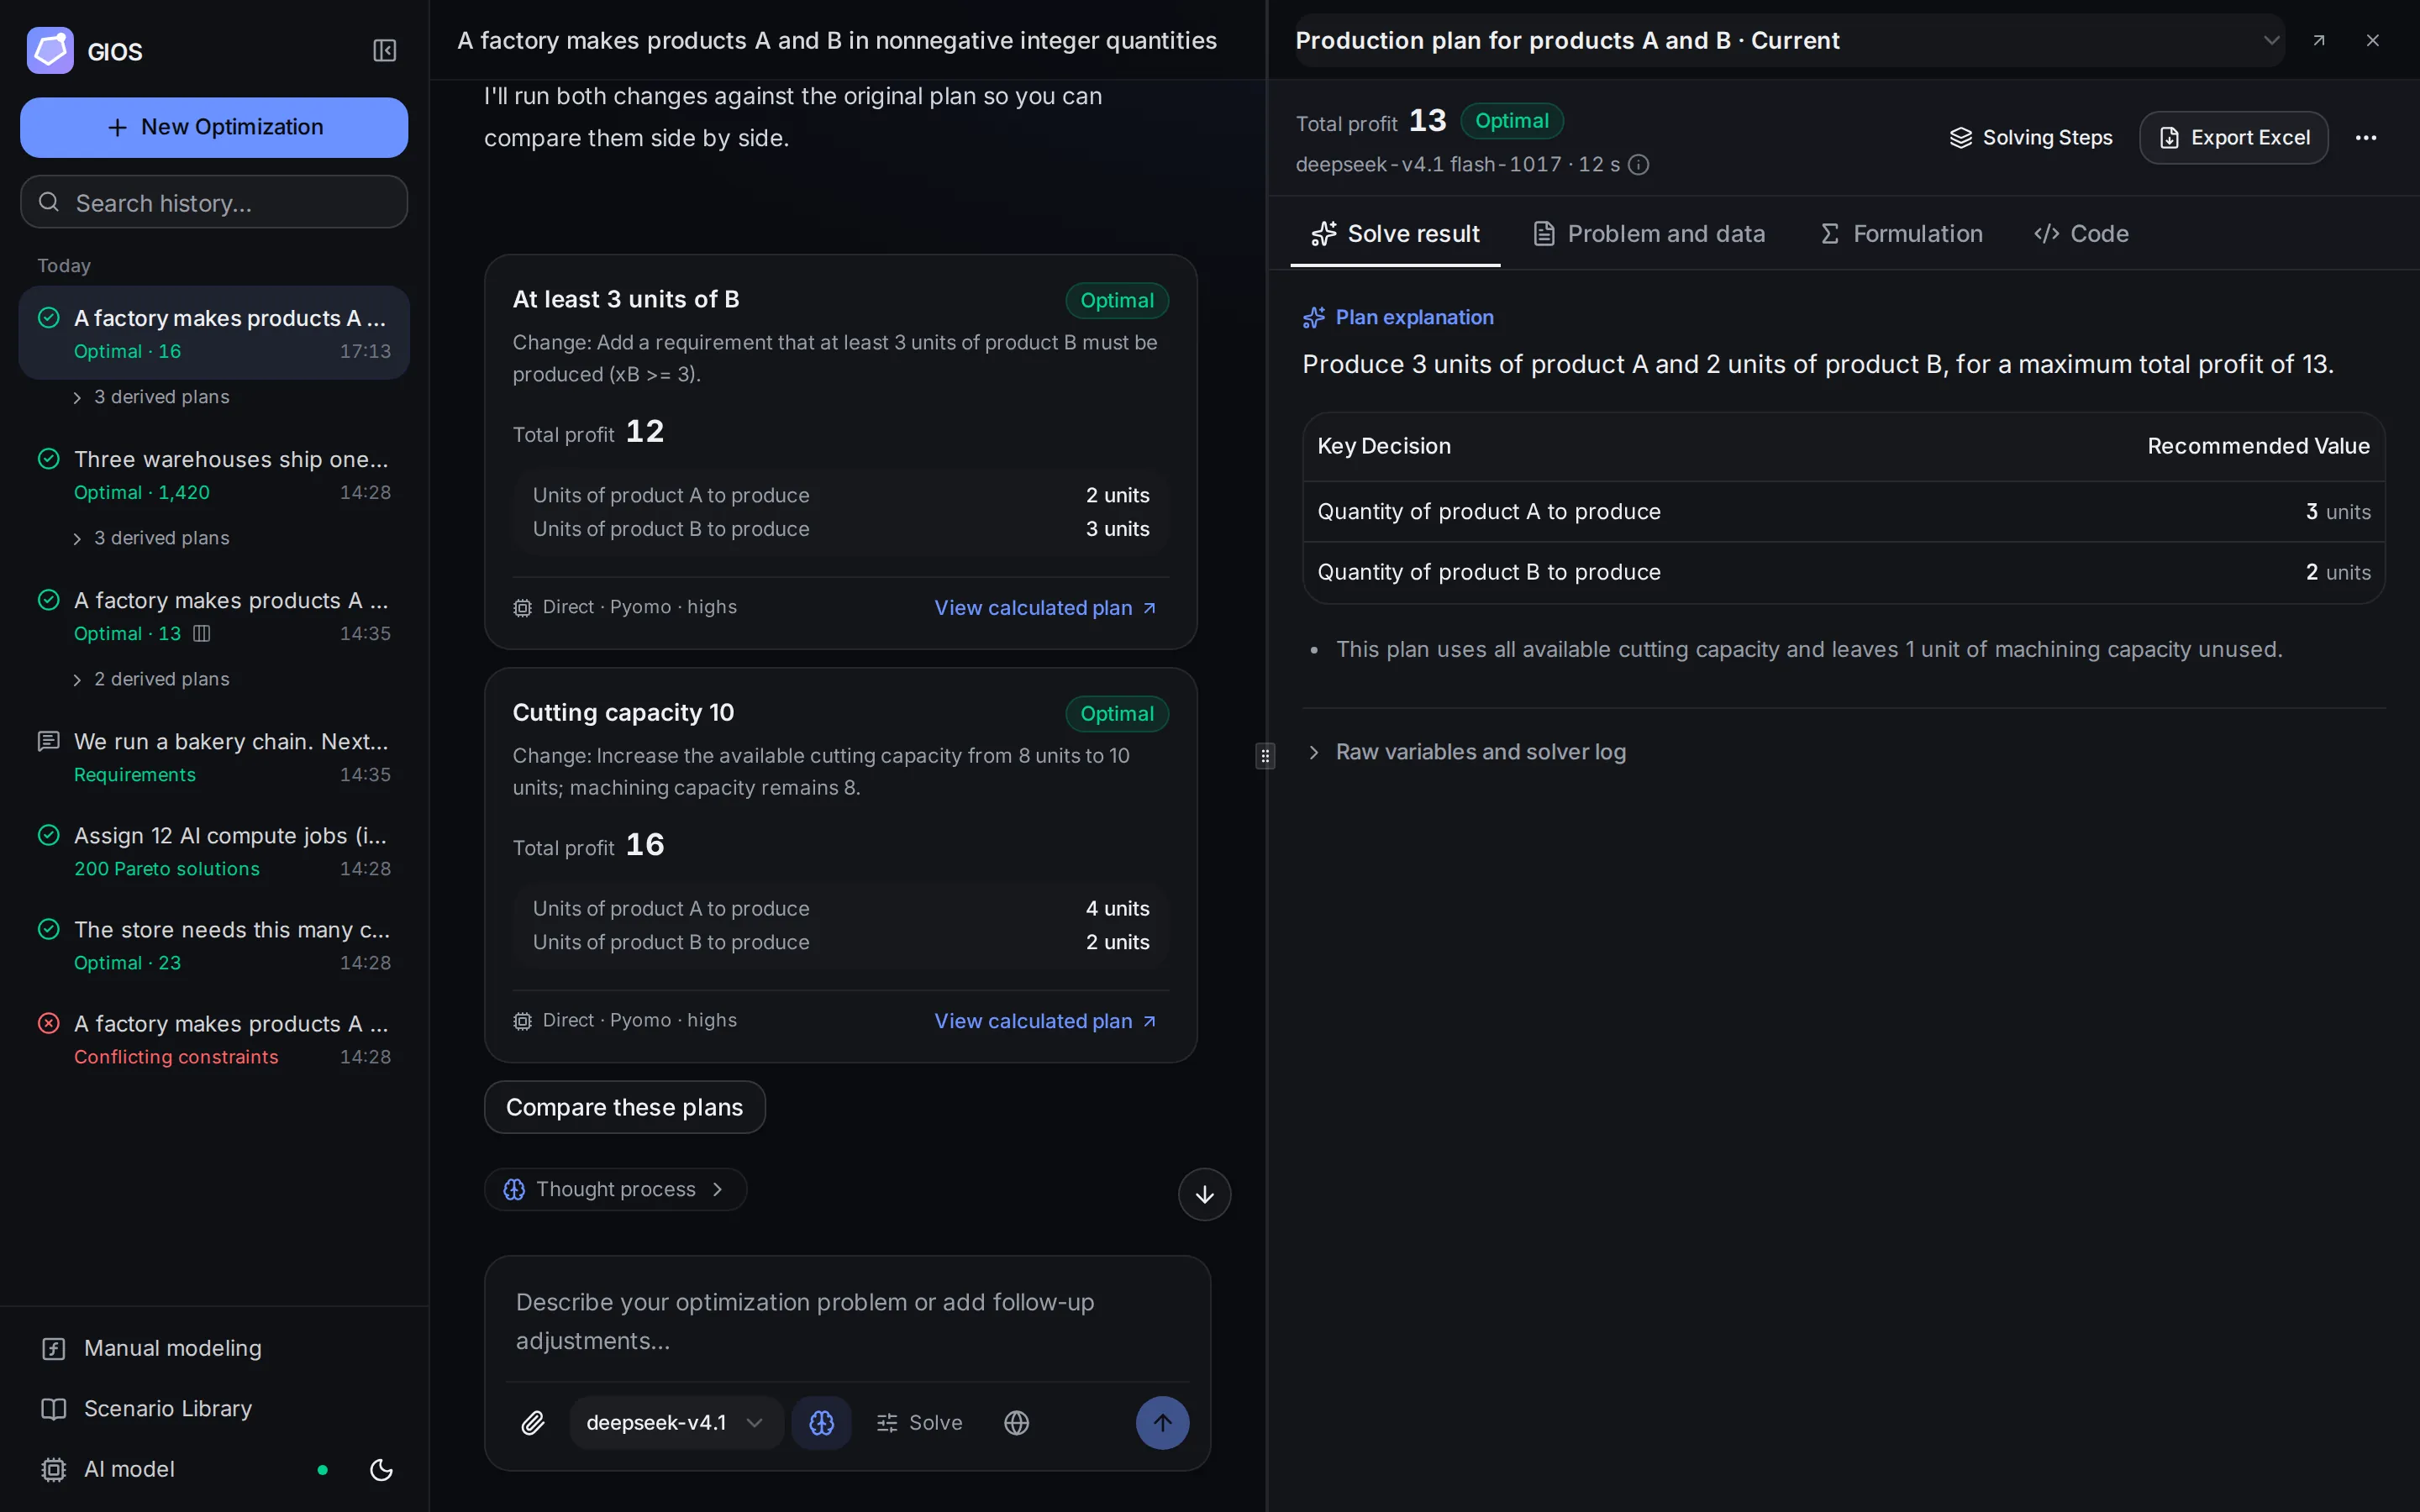 GIOS
New Optimization
Search history...
Today
A factory makes products A ...
Optimal · 16
17:13
3 derived plans
Three warehouses ship one...
Optimal · 1,420
14:28
3 derived plans
A factory makes products A ...
Optimal · 13
14:35
2 derived plans
We run a bakery chain. Next...
Requirements
14:35
Assign 12 AI compute jobs (i...
200 Pareto solutions
14:28
The store needs this many c...
Optimal · 23
14:28
A factory makes products A ...
Conflicting constraints
14:28
Manual modeling
Scenario Library
AI model
A factory makes products A and B in nonnegative integer quantities
I'll run both changes against the original plan so you can
compare them side by side.
At least 3 units of B
Optimal
Change: Add a requirement that at least 3 units of product B must be
produced (xB >= 3).
Total profit 12
Units of product A to produce 2 units
Units of product B to produce 3 units
Direct · Pyomo · highs
View calculated plan
Cutting capacity 10
Optimal
Change: Increase the available cutting capacity from 8 units to 10
units; machining capacity remains 8.
Total profit 16
Units of product A to produce 4 units
Units of product B to produce 2 units
Direct · Pyomo · highs
View calculated plan
Compare these plans
Thought process
Describe your optimization problem or add follow-up
adjustments...
deepseek-v4.1
Solve
Production plan for products A and B · Current
Total profit 13 Optimal
deepseek-v4.1 flash-1017 · 12 s
Solving Steps
Export Excel
Solve result
Problem and data
Formulation
Code
Plan explanation
Produce 3 units of product A and 2 units of product B, for a maximum total profit of 13.
Key Decision Recommended Value
Quantity of product A to produce 3 units
Quantity of product B to produce 2 units
• This plan uses all available cutting capacity and leaves 1 unit of machining capacity unused.
Raw variables and solver log